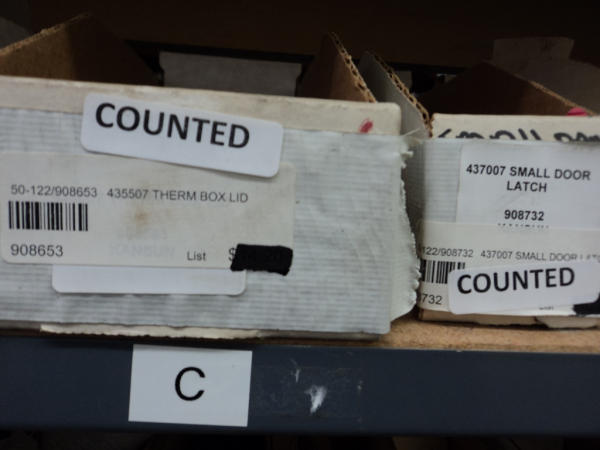 COUNTED
50-122/908653 435507 THERM BOX LID
908653 List $
437007 SMALL DOOR
LATCH
908732
122/908732 437007 SMALL DOOR LATC
COUNTED
732
C